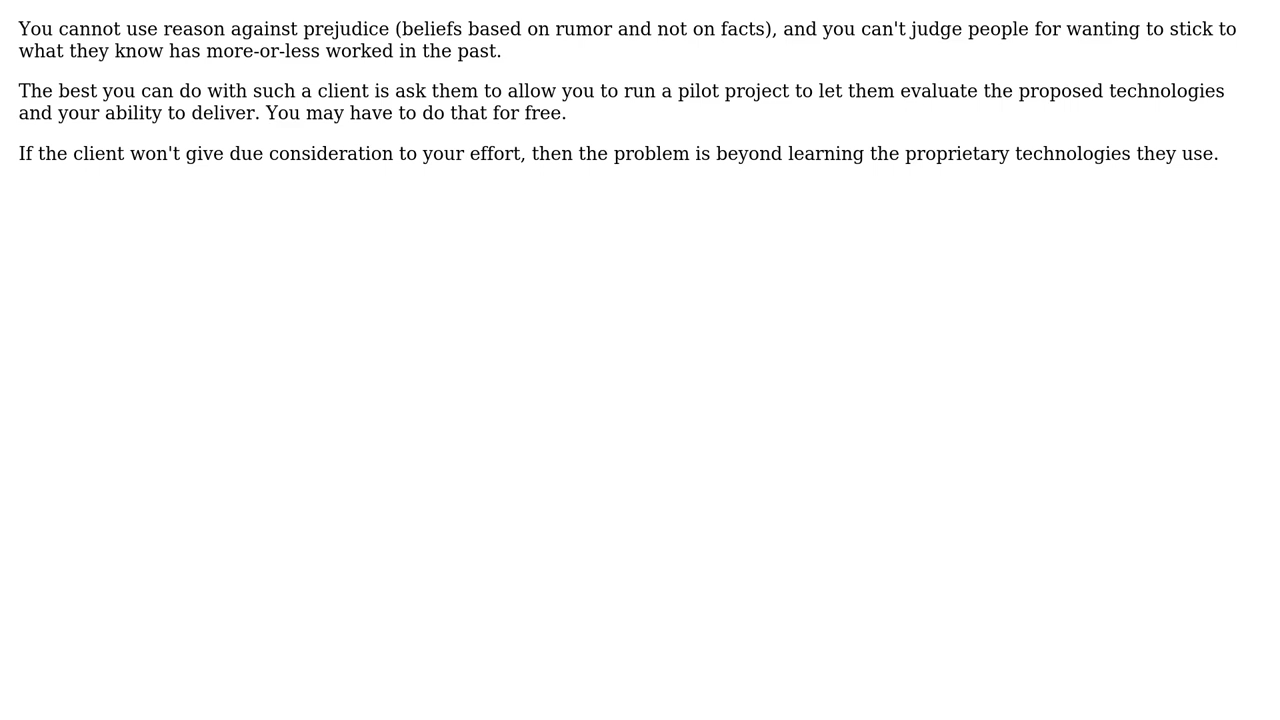 You cannot use reason against prejudice (beliefs based on rumor and not on facts), and you can't judge people for wanting to stick to
what they know has more-or-less worked in the past.
The best you can do with such a client is ask them to allow you to run a pilot project to let them evaluate the proposed technologies
and your ability to deliver. You may have to do that for free.
If the client won't give due consideration to your effort, then the problem is beyond learning the proprietary technologies they use.